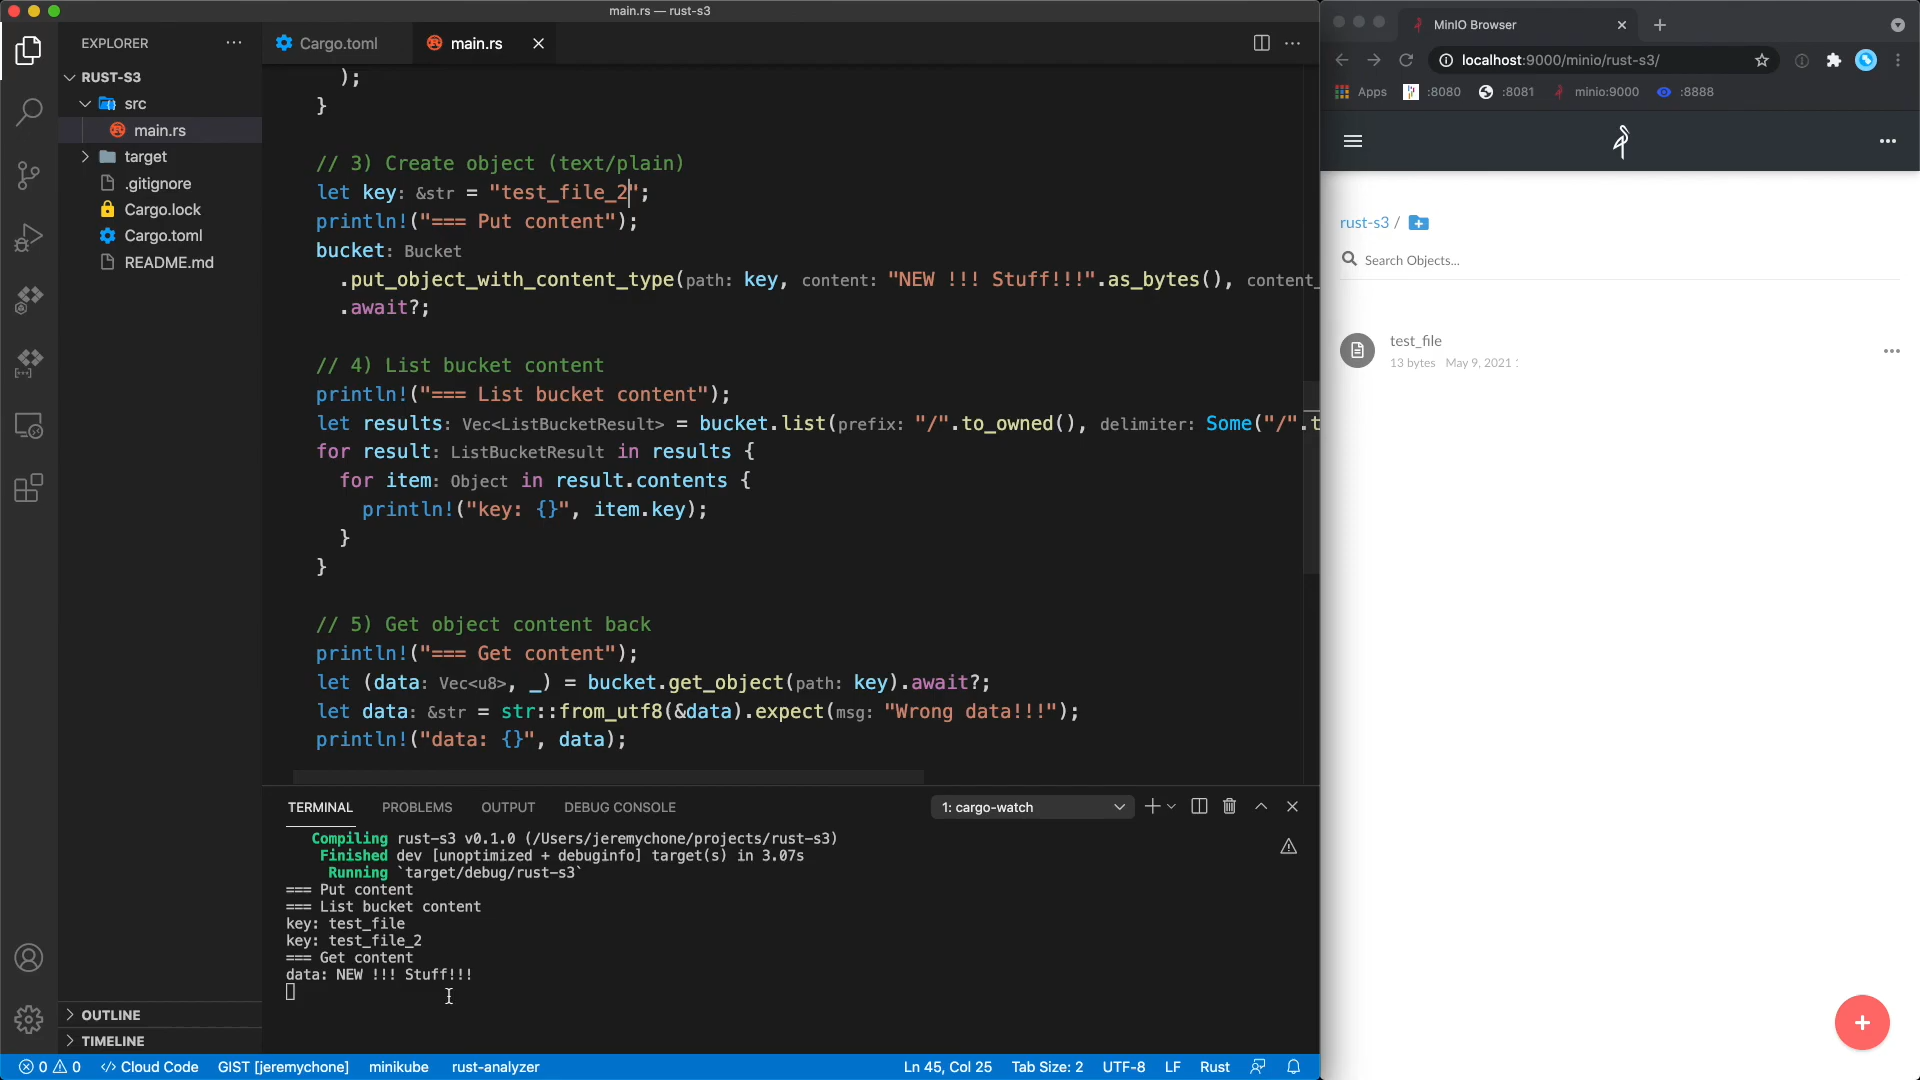 main.rs — rust-s3
EXPLORER
RUST-S3
src
main.rs
target
.gitignore
Cargo.lock
Cargo.toml
README.md
OUTLINE
TIMELINE
Cargo.toml
main.rs
);
}
// 3) Create object (text/plain)
let key: &str = "test_file_2";
println!("=== Put content");
bucket: Bucket
.put_object_with_content_type(path: key, content: "NEW !!! Stuff!!!".as_bytes(), content_
.await?;
// 4) List bucket content
println!("=== List bucket content");
let results: Vec<ListBucketResult> = bucket.list(prefix: "/".to_owned(), delimiter: Some("/".t
for result: ListBucketResult in results {
for item: Object in result.contents {
println!("key: {}", item.key);
}
}
// 5) Get object content back
println!("=== Get content");
let (data: Vec<u8>, _) = bucket.get_object(path: key).await?;
let data: &str = str::from_utf8(&data).expect(msg: "Wrong data!!!");
println!("data: {}", data);
TERMINAL PROBLEMS OUTPUT DEBUG CONSOLE
1: cargo-watch
Compiling rust-s3 v0.1.0 (/Users/jeremychone/projects/rust-s3)
Finished dev [unoptimized + debuginfo] target(s) in 3.07s
Running `target/debug/rust-s3`
=== Put content
=== List bucket content
key: test_file
key: test_file_2
=== Get content
data: NEW !!! Stuff!!!
0 0 Cloud Code GIST [jeremychone] minikube rust-analyzer
Ln 45, Col 25 Tab Size: 2 UTF-8 LF Rust
MinIO Browser
localhost:9000/minio/rust-s3/
Apps :8080 :8081 minio:9000 :8888
rust-s3 /
Search Objects...
test_file
13 bytes May 9, 2021